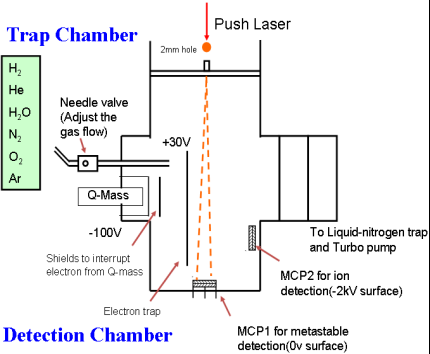 Push Laser
Trap Chamber
2mm hole
H2
He
H2O
N2
O2
Ar
Needle valve
(Adjust the
gas flow)
+30V
Q-Mass
-100V
Shields to interrupt
electron from Q-mass
To Liquid-nitrogen trap
and Turbo pump
MCP2 for ion
detection(-2kV surface)
Electron trap
Detection Chamber
MCP1 for metastable
detection(0v surface)